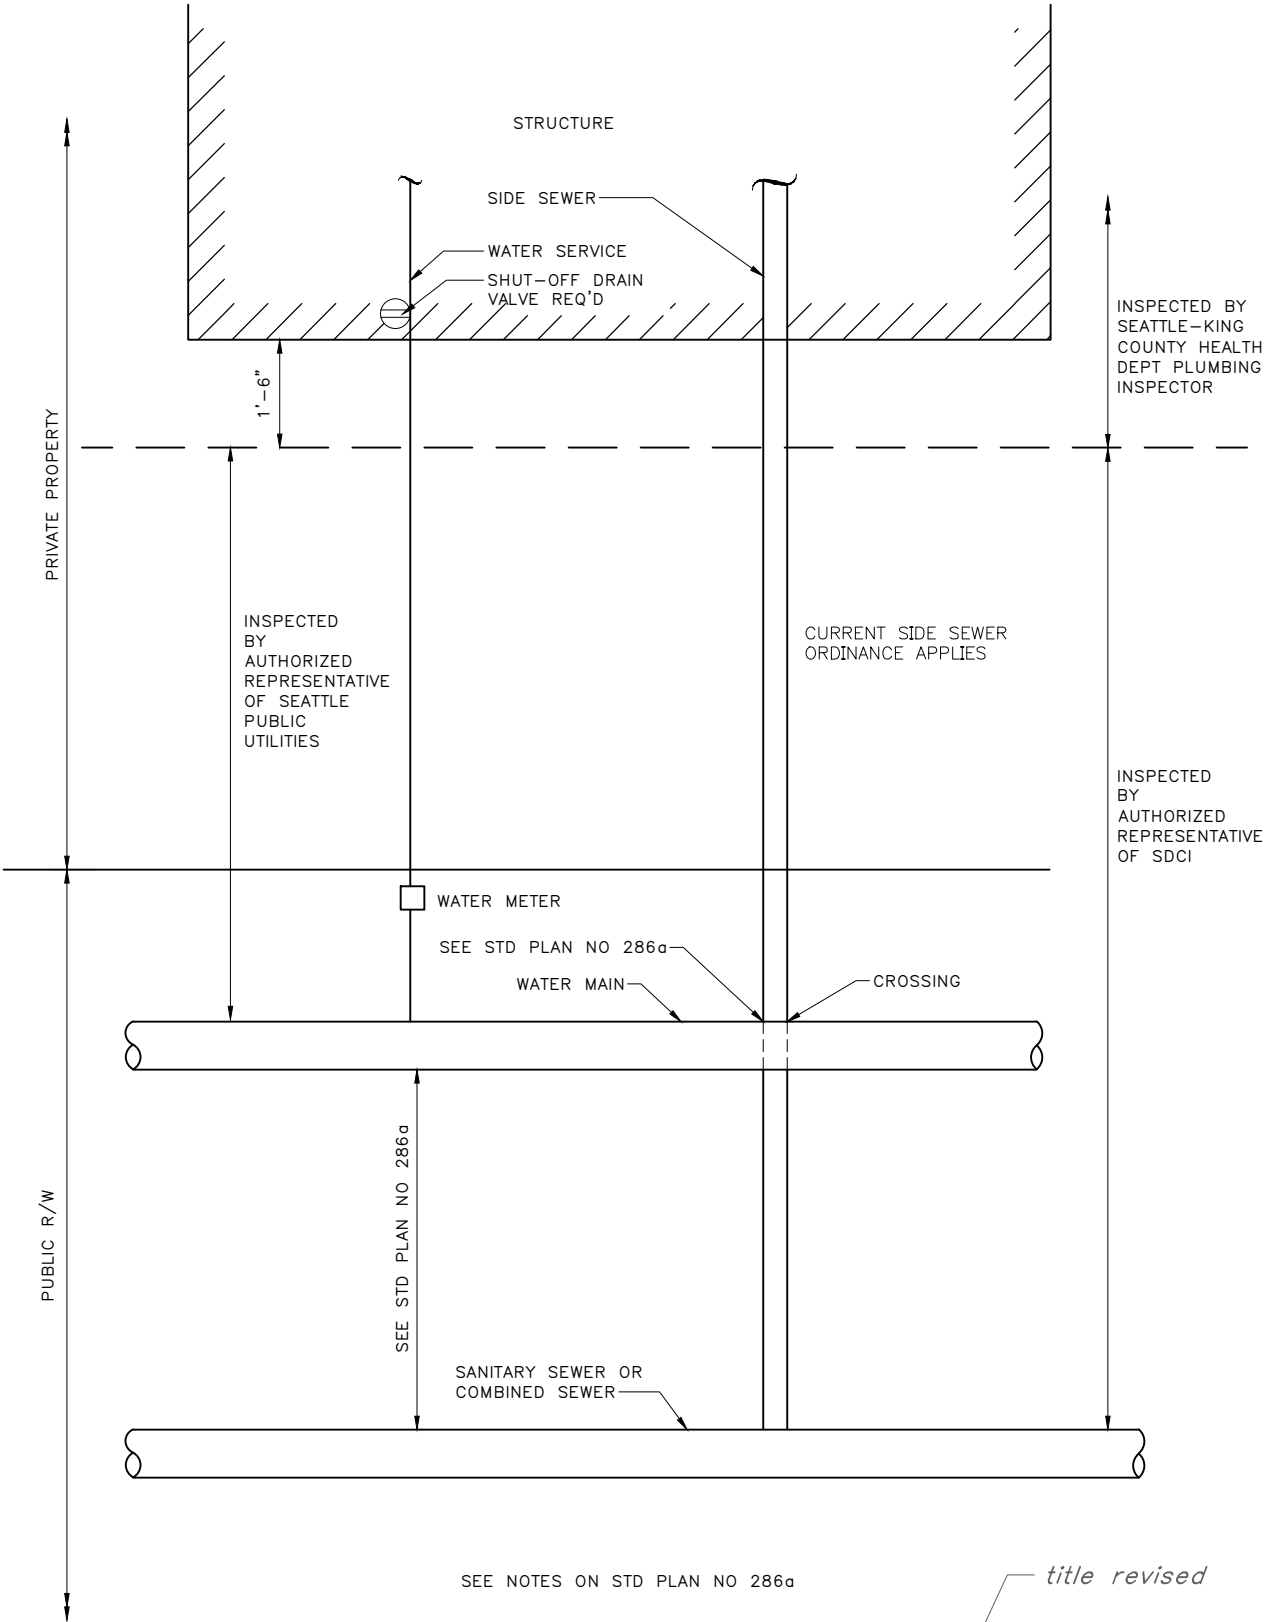 STRUCTURE
SIDE SEWER
WATER SERVICE
SHUT-OFF DRAIN
VALVE REQ'D
1'-6"
INSPECTED BY
SEATTLE-KING
COUNTY HEALTH
DEPT PLUMBING
INSPECTOR
PRIVATE PROPERTY
INSPECTED
BY
AUTHORIZED
REPRESENTATIVE
OF SEATTLE
PUBLIC
UTILITIES
CURRENT SIDE SEWER
ORDINANCE APPLIES
INSPECTED
BY
AUTHORIZED
REPRESENTATIVE
OF SDCI
WATER METER
SEE STD PLAN NO 286a
WATER MAIN
CROSSING
SEE STD PLAN NO 286a
PUBLIC R/W
SANITARY SEWER OR
COMBINED SEWER
SEE NOTES ON STD PLAN NO 286a
title revised